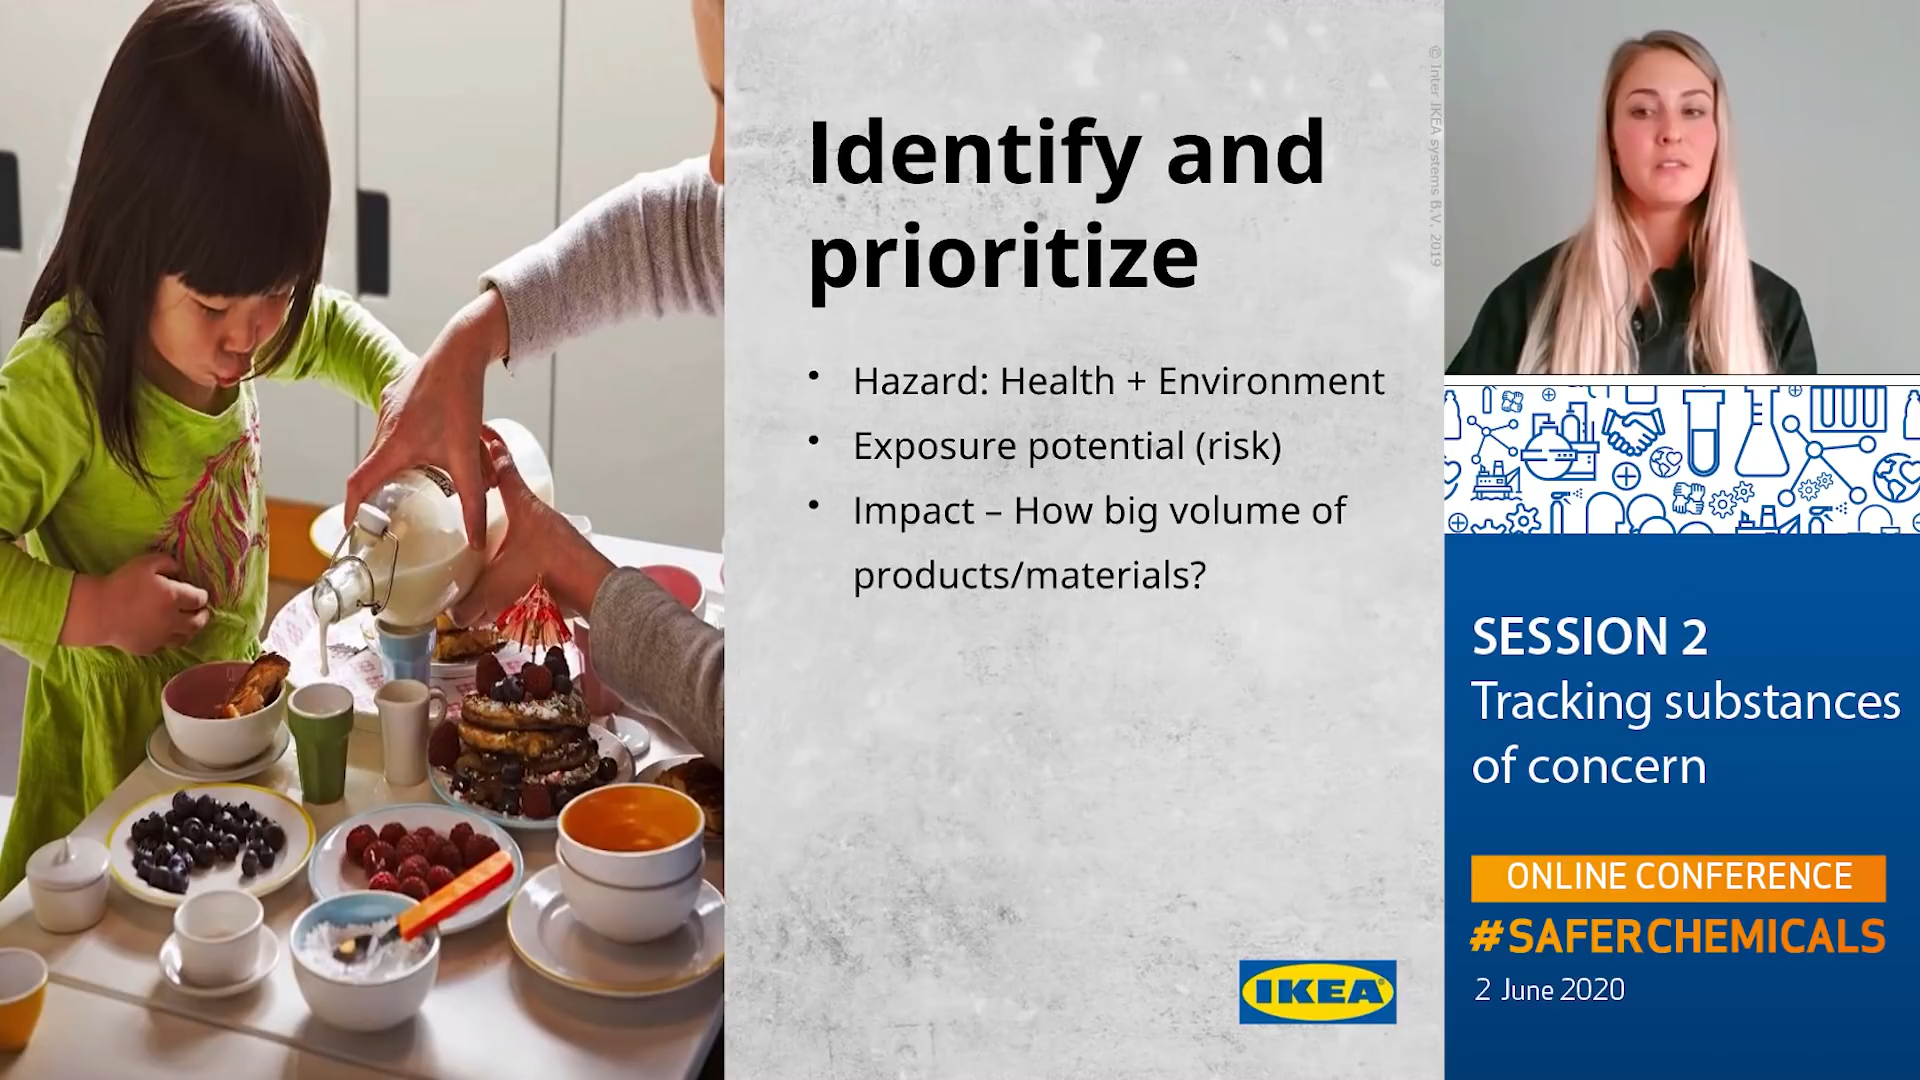 Identify and
prioritize
• Hazard: Health + Environment
• Exposure potential (risk)
• Impact – How big volume of
products/materials?
IKEA
© Inter IKEA systems B.V. 2019
SESSION 2
Tracking substances
of concern
ONLINE CONFERENCE
#SAFERCHEMICALS
2 June 2020